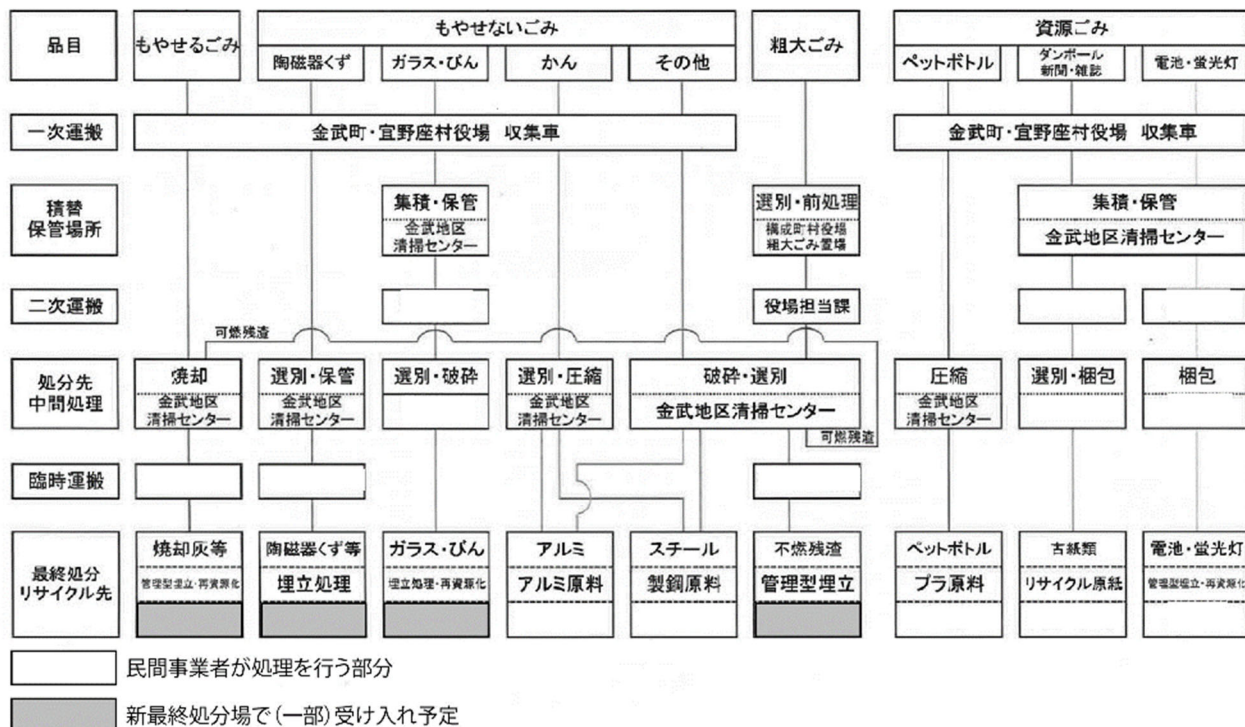 品目
もやせるごみ
もやせないごみ
陶磁器くず
ガラス・びん
かん
その他
粗大ごみ
資源ごみ
ペットボトル
ダンボール
新聞・雑誌
電池・蛍光灯
一次運搬
金武町・宜野座村役場 収集車
金武町・宜野座村役場 収集車
積替
保管場所
集積・保管
金武地区
清掃センター
選別・前処理
構成町村役場
粗大ごみ置場
集積・保管
金武地区清掃センター
二次運搬
役場担当課
可燃残渣
処分先
中間処理
焼却
金武地区
清掃センター
選別・保管
金武地区
清掃センター
選別・破砕
選別・圧縮
金武地区
清掃センター
破砕・選別
金武地区清掃センター
圧縮
金武地区
清掃センター
選別・梱包
梱包
可燃残渣
臨時運搬
最終処分
リサイクル先
焼却灰等
管理型埋立・再資源化
陶磁器くず等
埋立処理
ガラス・びん
埋立処理・再資源化
アルミ
アルミ原料
スチール
製鋼原料
不燃残渣
管理型埋立
ペットボトル
プラ原料
古紙類
リサイクル原紙
電池・蛍光灯
管理型埋立・再資源化
民間事業者が処理を行う部分
新最終処分場で(一部)受け入れ予定